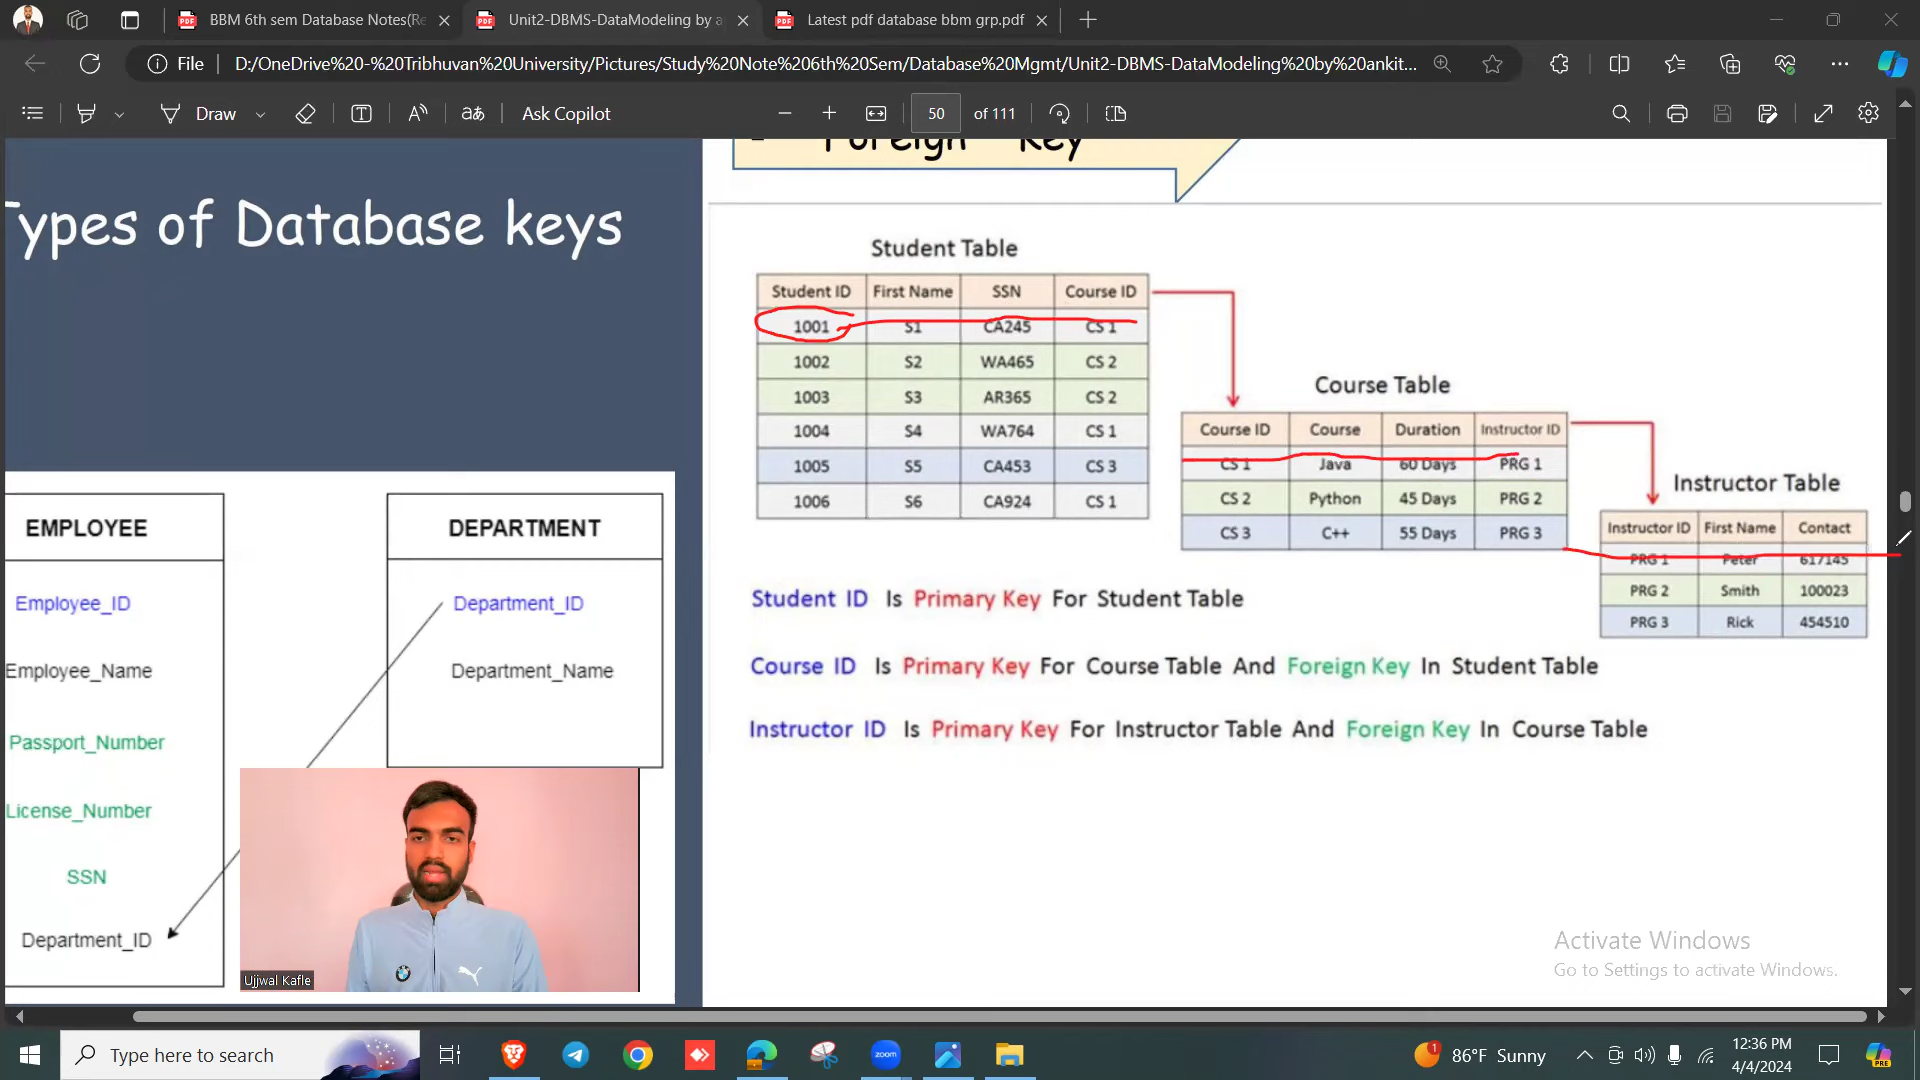 BBM 6th sem Database Notes(Re
Unit2-DBMS-DataModeling by a
Latest pdf database bbm grp.pdf
File
D:/OneDrive%20-%20Tribhuvan%20University/Pictures/Study%20Note%206th%20Sem/Database%20Mgmt/Unit2-DBMS-DataModeling%20by%20ankit...
Draw
aあ
Ask Copilot
50 of 111
Foreign Key
Types of Database keys
Student Table
Student ID First Name SSN Course ID
1001 S1 CA245 CS 1
1002 S2 WA465 CS 2
1003 S3 AR365 CS 2
1004 S4 WA764 CS 1
1005 S5 CA453 CS 3
1006 S6 CA924 CS 1
Course Table
Course ID Course Duration Instructor ID
CS 1 Java 60 Days PRG 1
CS 2 Python 45 Days PRG 2
CS 3 C++ 55 Days PRG 3
Instructor Table
Instructor ID First Name Contact
PRG 1 Peter 617145
PRG 2 Smith 100023
PRG 3 Rick 454510
Student ID Is Primary Key For Student Table
Course ID Is Primary Key For Course Table And Foreign Key In Student Table
Instructor ID Is Primary Key For Instructor Table And Foreign Key In Course Table
EMPLOYEE
Employee_ID
Employee_Name
Passport_Number
License_Number
SSN
Department_ID
DEPARTMENT
Department_ID
Department_Name
Ujjwal Kafle
Activate Windows
Go to Settings to activate Windows.
Type here to search
zoom
1
86°F Sunny
12:36 PM
4/4/2024
PRE